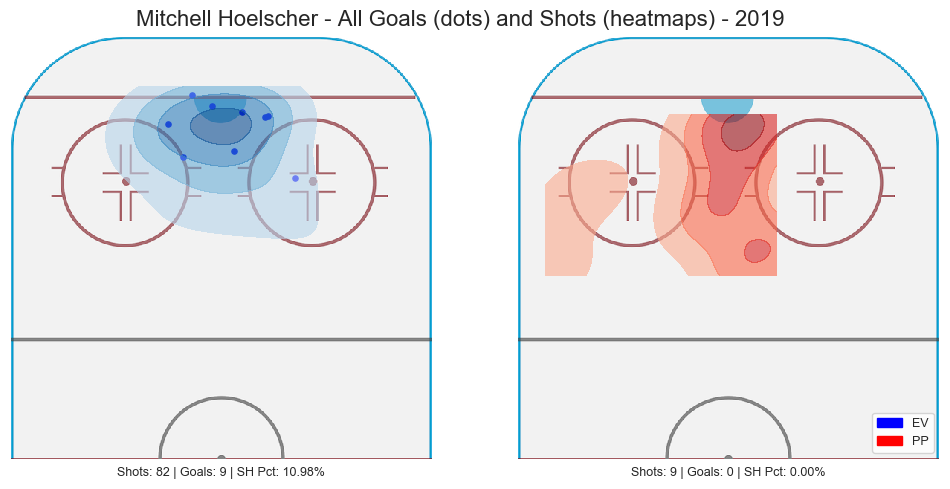 Mitchell Hoelscher - All Goals (dots) and Shots (heatmaps) - 2019
EV
PP
Shots: 82 | Goals: 9 | SH Pct: 10.98%
Shots: 9 | Goals: 0 | SH Pct: 0.00%